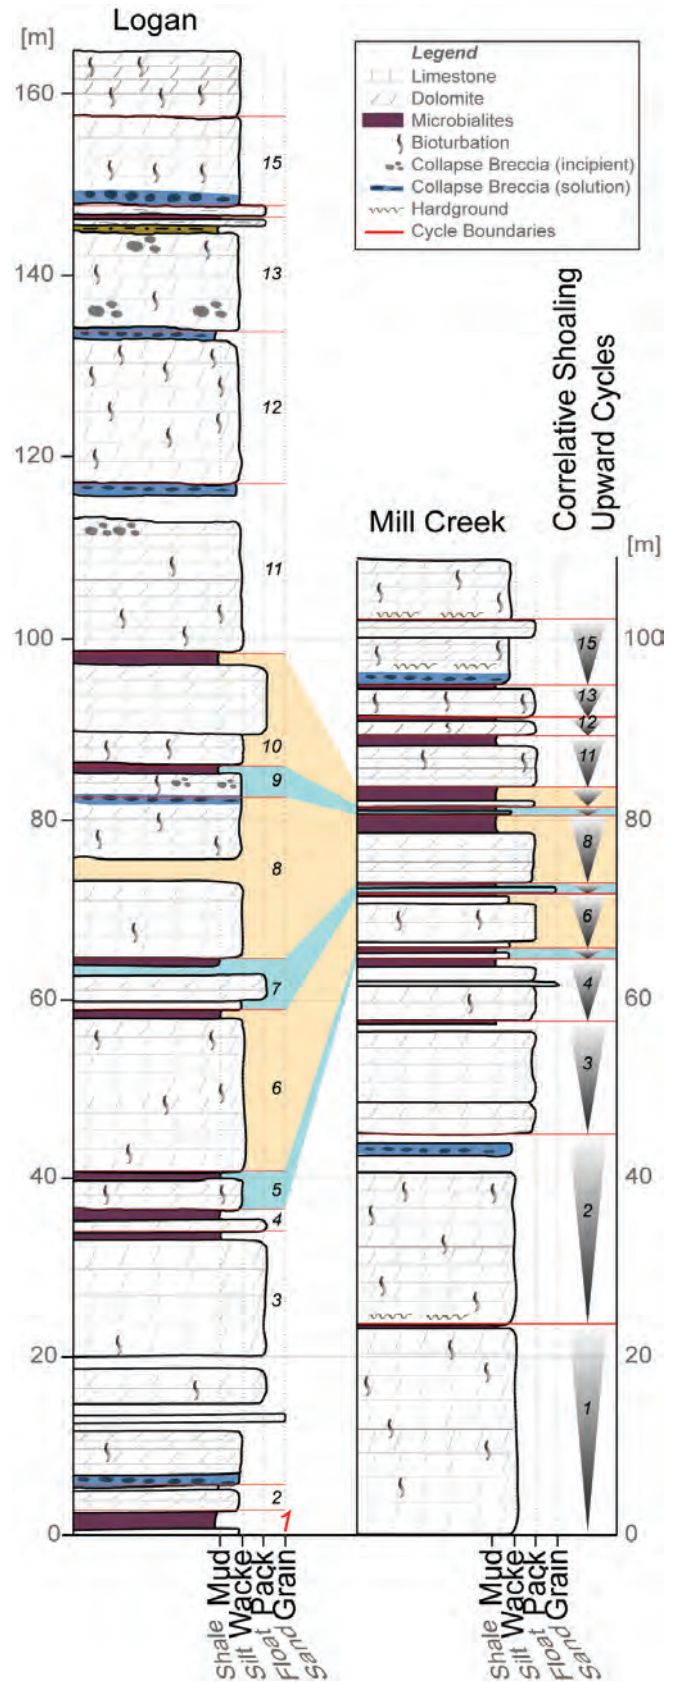 Logan
[m]
Legend
Limestone
Dolomite
Microbialites
Bioturbation
Collapse Breccia (incipient)
Collapse Breccia (solution)
Hardground
Cycle Boundaries
160
15
140
13
12
120
11
100
10
9
80
8
7
60
6
5
40
4
3
20
2
1
0
Correlative Shoaling
Upward Cycles
Mill Creek
[m]
100
15
13
12
11
80
8
6
60
4
3
40
2
20
1
0
Shale
Mud
Wacke
Silt
Pack
Float
Grain
Sand
Shale
Mud
Wacke
Silt
Pack
Float
Grain
Sand